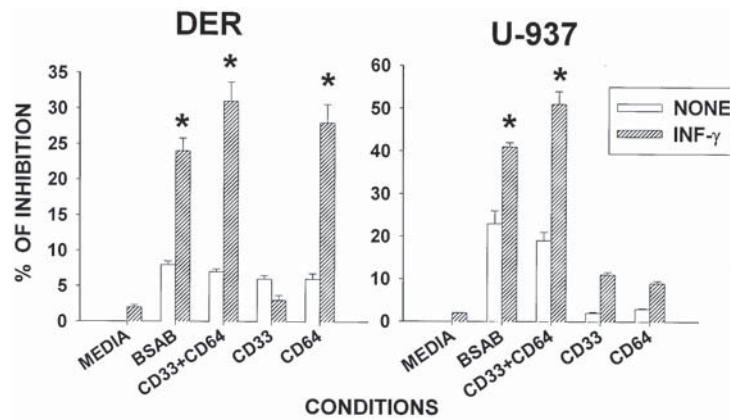 DER
U-937
% OF INHIBITION
35
30
25
20
15
10
5
0
*
*
*
MEDIA
BSAB
CD33+CD64
CD33
CD64
60
50
40
30
20
10
0
*
*
MEDIA
BSAB
CD33+CD64
CD33
CD64
NONE
INF-γ
CONDITIONS